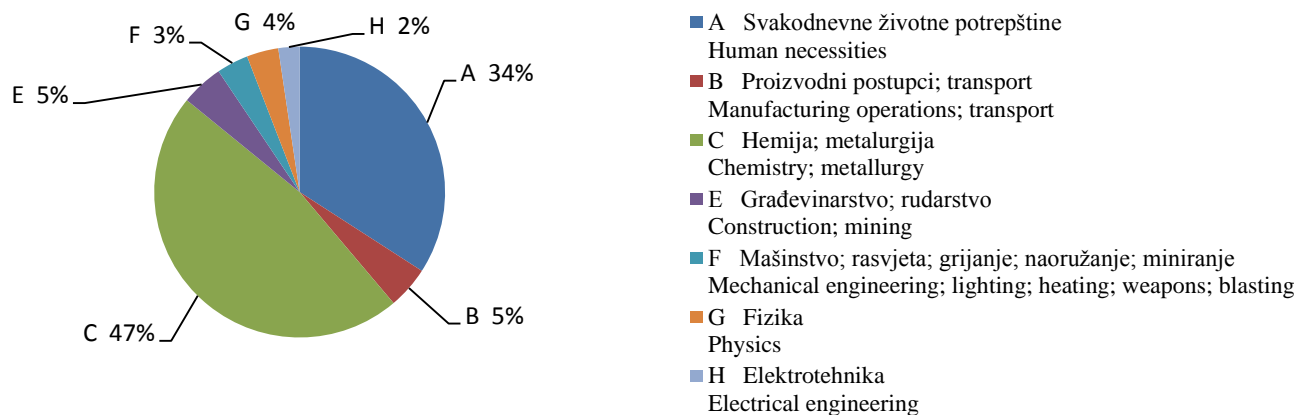 G 4%
H 2%
F 3%
A 34%
E 5%
B 5%
C 47%
A Svakodnevne životne potrepštine
Human necessities
B Proizvodni postupci; transport
Manufacturing operations; transport
C Hemija; metalurgija
Chemistry; metallurgy
E Građevinarstvo; rudarstvo
Construction; mining
F Mašinstvo; rasvjeta; grijanje; naoružanje; miniranje
Mechanical engineering; lighting; heating; weapons; blasting
G Fizika
Physics
H Elektrotehnika
Electrical engineering